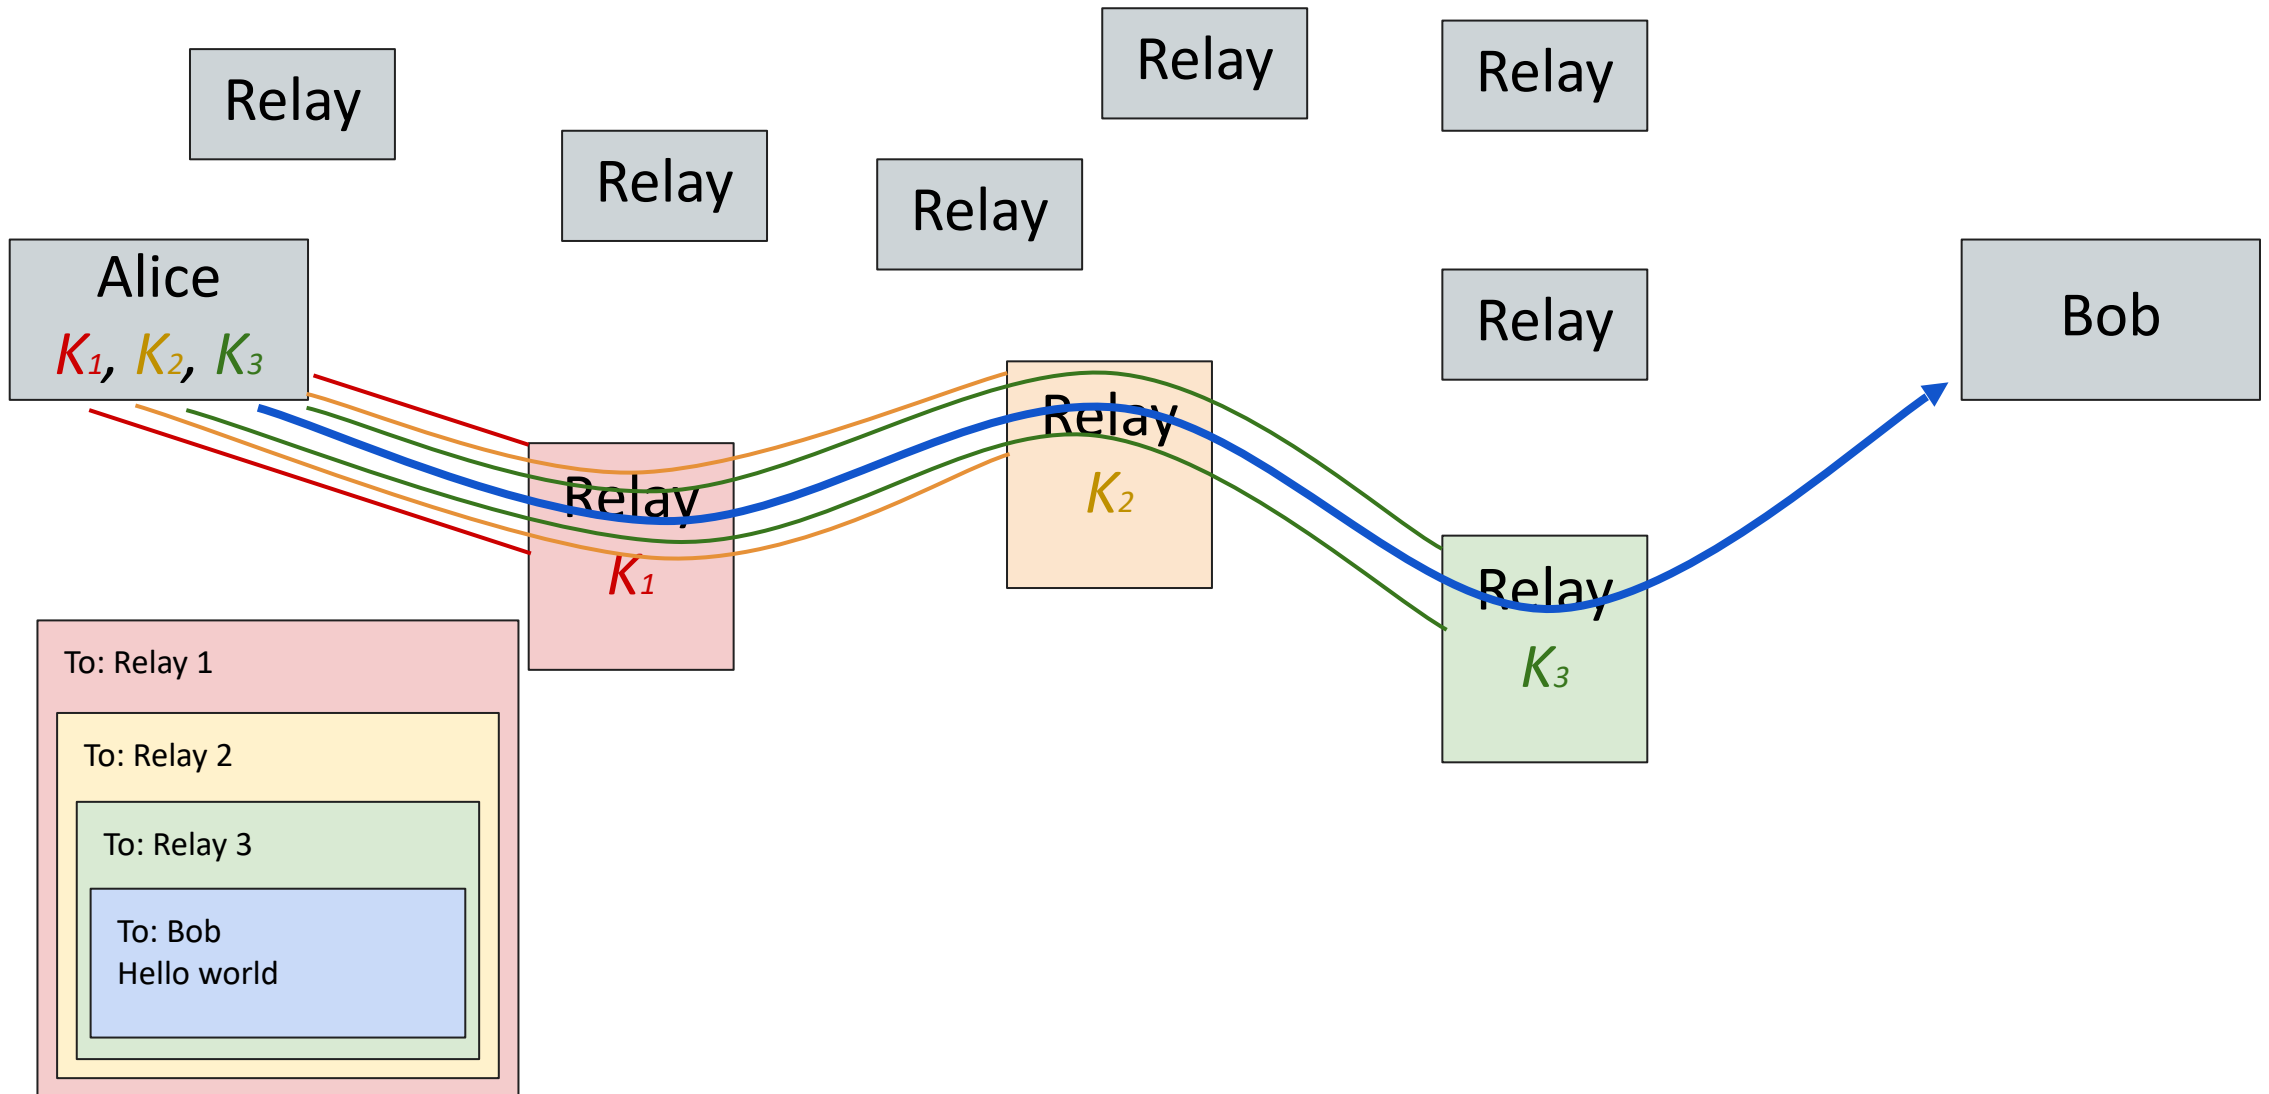 Relay
Relay
Relay
Relay
Relay
Alice
K1, K2, K3
Relay
Bob
Relay
K1
Relay
K2
Relay
K3
To: Relay 1
To: Relay 2
To: Relay 3
To: Bob
Hello world